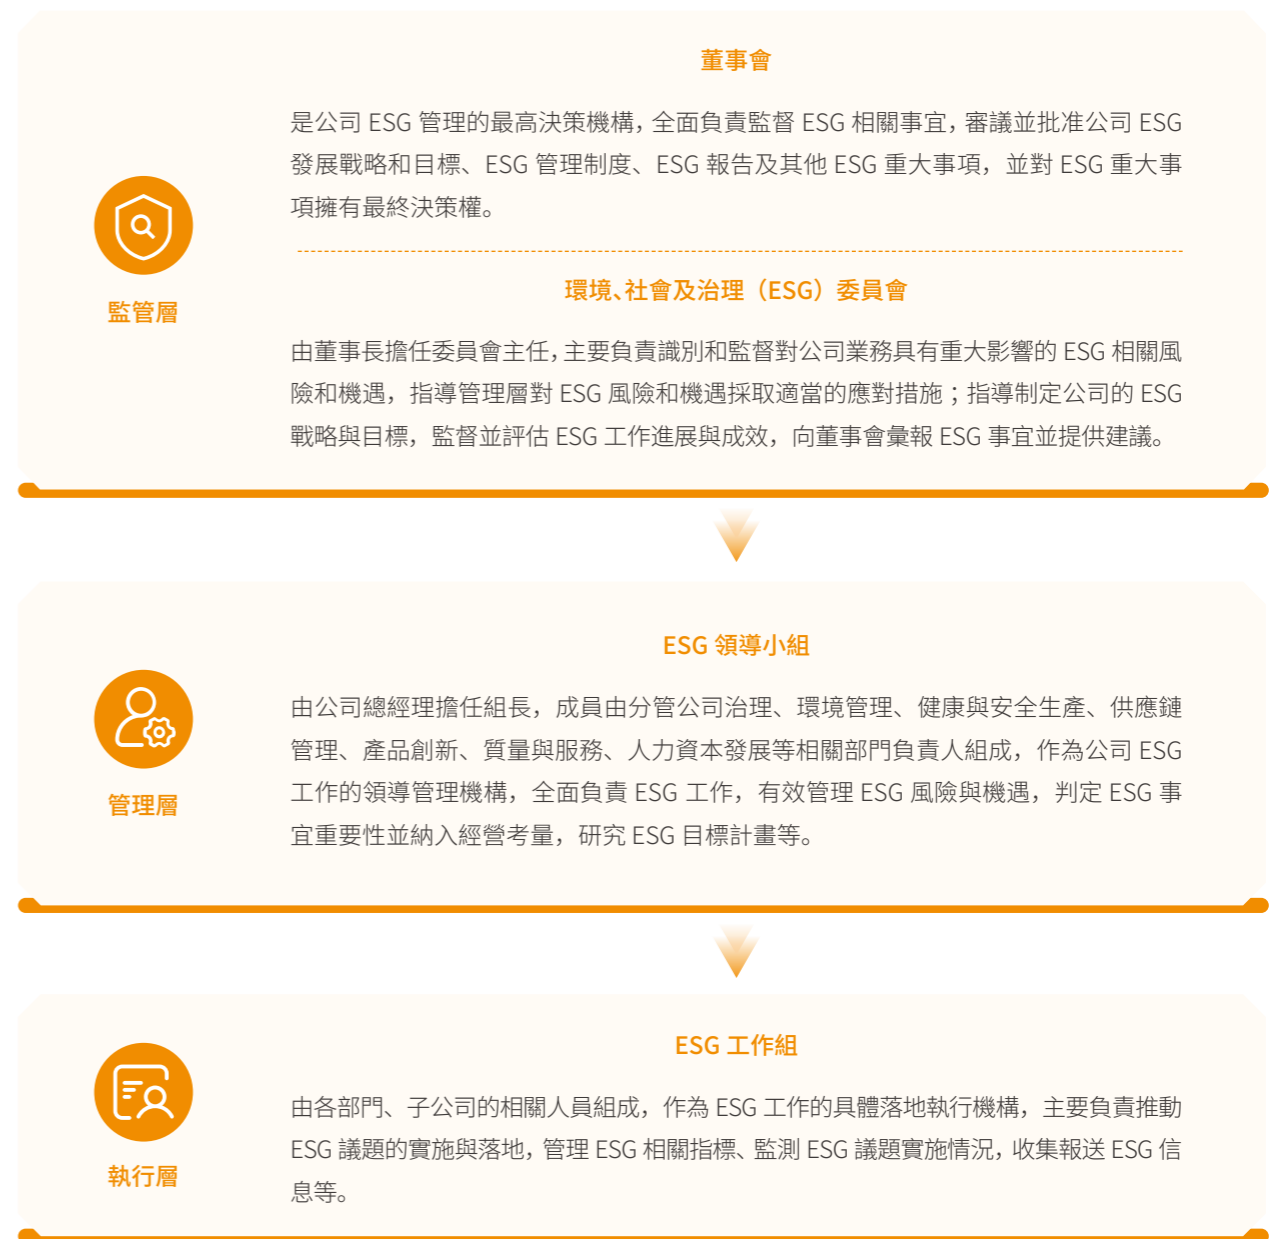 董事會
是公司 ESG 管理的最高決策機構，全面負責監督 ESG 相關事宜，審議並批准公司 ESG
發展戰略和目標、ESG 管理制度、ESG 報告及其他 ESG 重大事項，並對 ESG 重大事
項擁有最終決策權。
監管層
環境、社會及治理（ESG）委員會
由董事長擔任委員會主任，主要負責識別和監督對公司業務具有重大影響的 ESG 相關風
險和機遇，指導管理層對 ESG 風險和機遇採取適當的應對措施；指導制定公司的 ESG
戰略與目標，監督並評估 ESG 工作進展與成效，向董事會彙報 ESG 事宜並提供建議。
ESG 領導小組
由公司總經理擔任組長，成員由分管公司治理、環境管理、健康與安全生產、供應鏈
管理、產品創新、質量與服務、人力資本發展等相關部門負責人組成，作為公司 ESG
工作的領導管理機構，全面負責 ESG 工作，有效管理 ESG 風險與機遇，判定 ESG 事
宜重要性並納入經營考量，研究 ESG 目標計畫等。
管理層
ESG 工作組
由各部門、子公司的相關人員組成，作為 ESG 工作的具體落地執行機構，主要負責推動
ESG 議題的實施與落地，管理 ESG 相關指標、監測 ESG 議題實施情況，收集報送 ESG 信
息等。
執行層